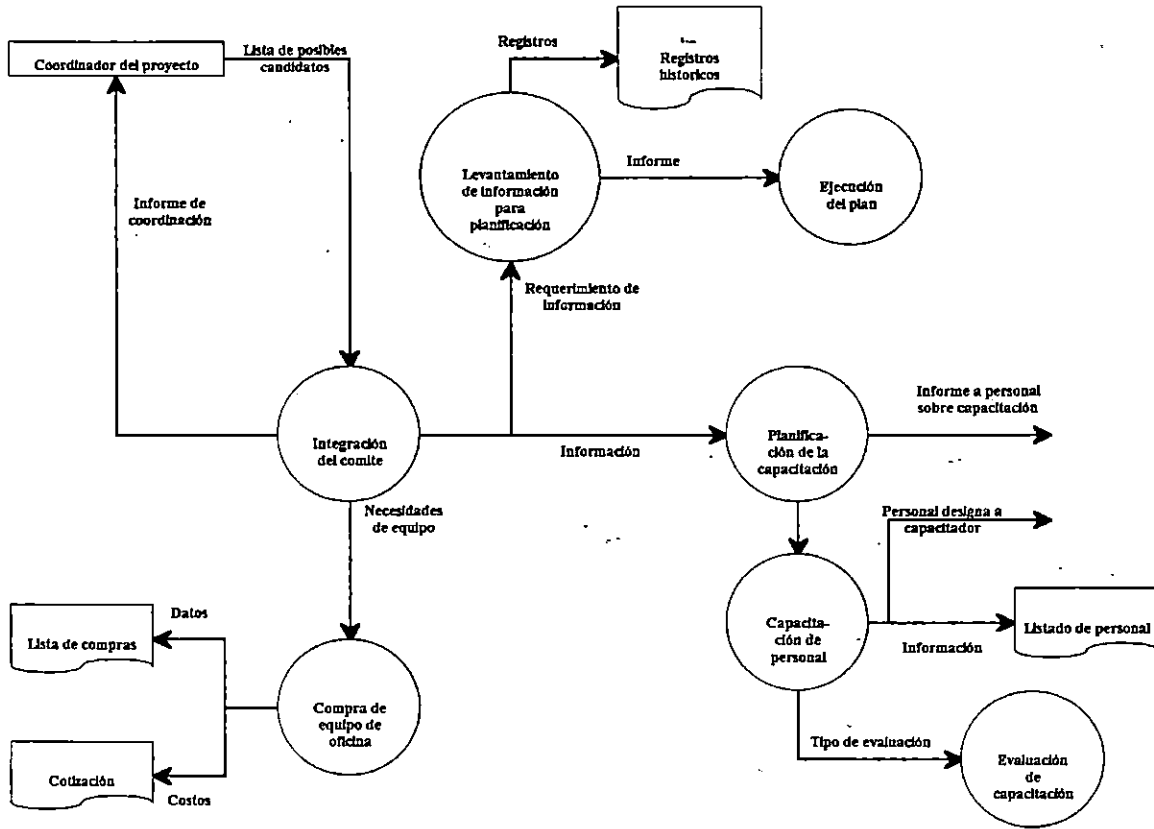 Coordinador del proyecto
Lista de posibles
candidatos
Registros
Registros
historicos
Levantamiento
de información
para
planificación
Informe
Ejecución
del plan
Informe de
coordinación
Requerimiento de
información
Integración
del comite
Información
Planifica-
ción de la
capacitación
Informe a personal
sobre capacitación
Necesidades
de equipo
Personal designa a
capacitador
Capacita-
ción de
personal
Información
Listado de personal
Datos
Lista de compras
Compra de
equipo de
oficina
Cotización
Costos
Tipo de evaluación
Evaluación
de
capacitación